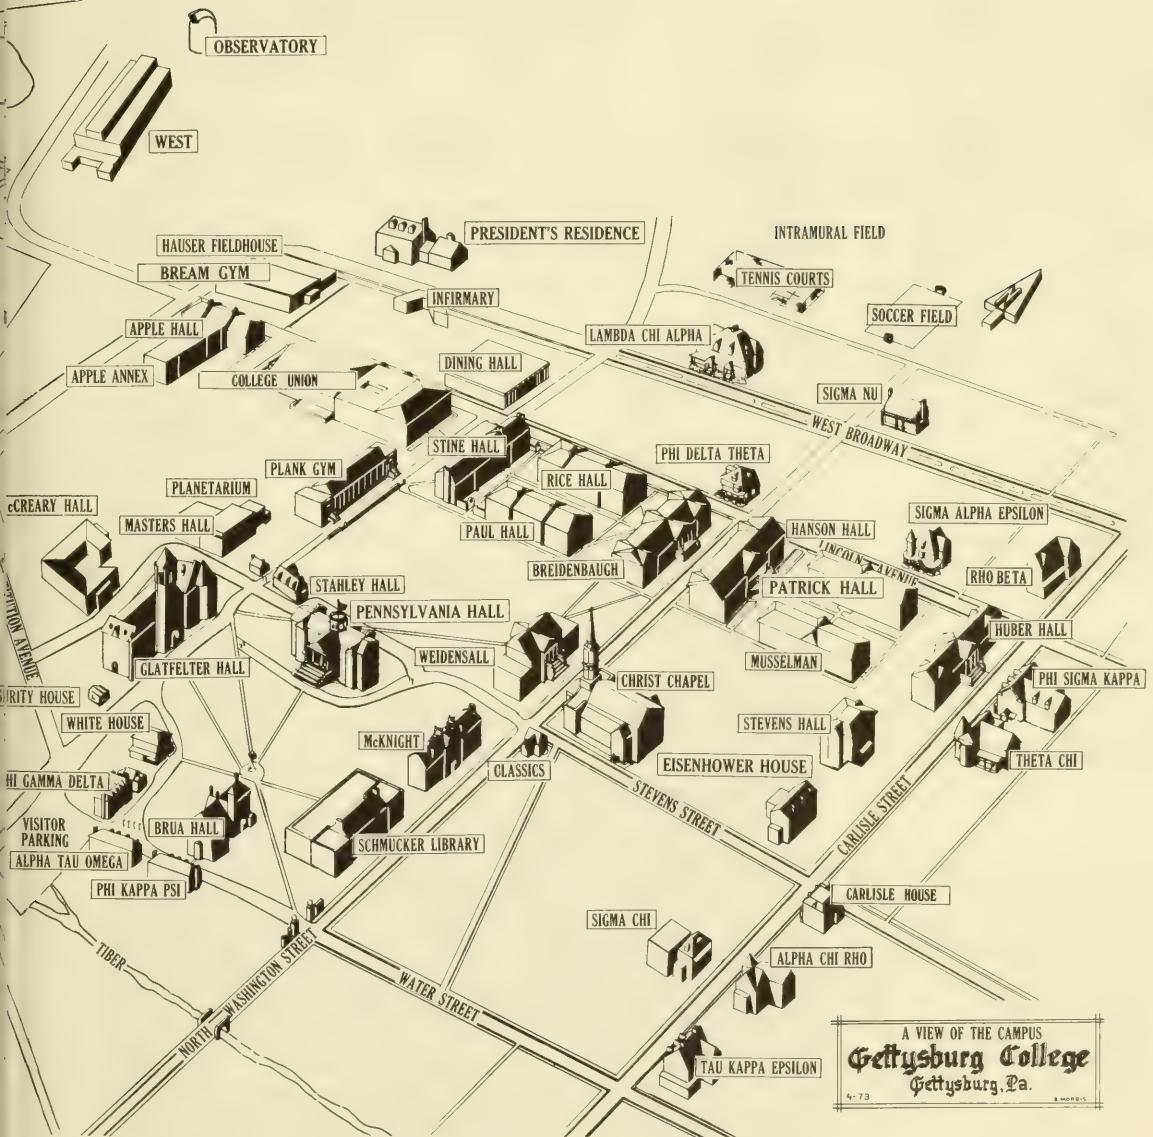 OBSERVATORY
WEST
PRESIDENT'S RESIDENCE
INTRAMURAL FIELD
HAUSER FIELDHOUSE
BREAM GYM
TENNIS COURTS
INFIRMARY
SOCCER FIELD
N
APPLE HALL
LAMBDA CHI ALPHA
DINING HALL
APPLE ANNEX
COLLEGE UNION
SIGMA NU
WEST BROADWAY
STINE HALL
PHI DELTA THETA
PLANK GYM
RICE HALL
PLANETARIUM
cCREARY HALL
MASTERS HALL
PAUL HALL
HANSON HALL
SIGMA ALPHA EPSILON
LINCOLN AVENUE
BREIDENBAUGH
RHO BETA
STAHLEY HALL
PATRICK HALL
PENNSYLVANIA HALL
TUTION AVENUE
HUBER HALL
WEIDENSALL
MUSSELMAN
GLATFELTER HALL
CHRIST CHAPEL
PHI SIGMA KAPPA
URITY HOUSE
WHITE HOUSE
STEVENS HALL
McKNIGHT
THETA CHI
CLASSICS
EISENHOWER HOUSE
HI GAMMA DELTA
STEVENS STREET
CARLISLE STREET
VISITOR
PARKING
BRUA HALL
SCHMUCKER LIBRARY
ALPHA TAU OMEGA
PHI KAPPA PSI
CARLISLE HOUSE
SIGMA CHI
TIBER
ALPHA CHI RHO
WATER STREET
NORTH WASHINGTON STREET
TAU KAPPA EPSILON
A VIEW OF THE CAMPUS
Gettysburg College
Gettysburg, Pa.
4-73